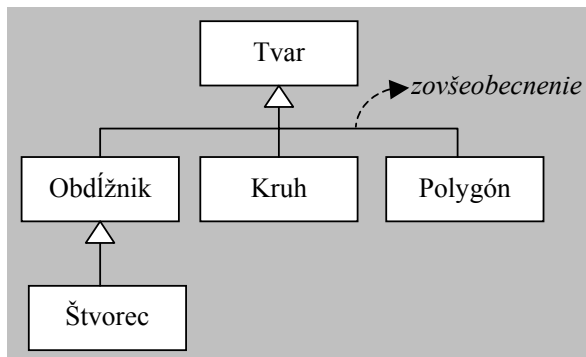 Tvar
zovšeobecnenie
Obdĺžnik
Kruh
Polygón
Štvorec